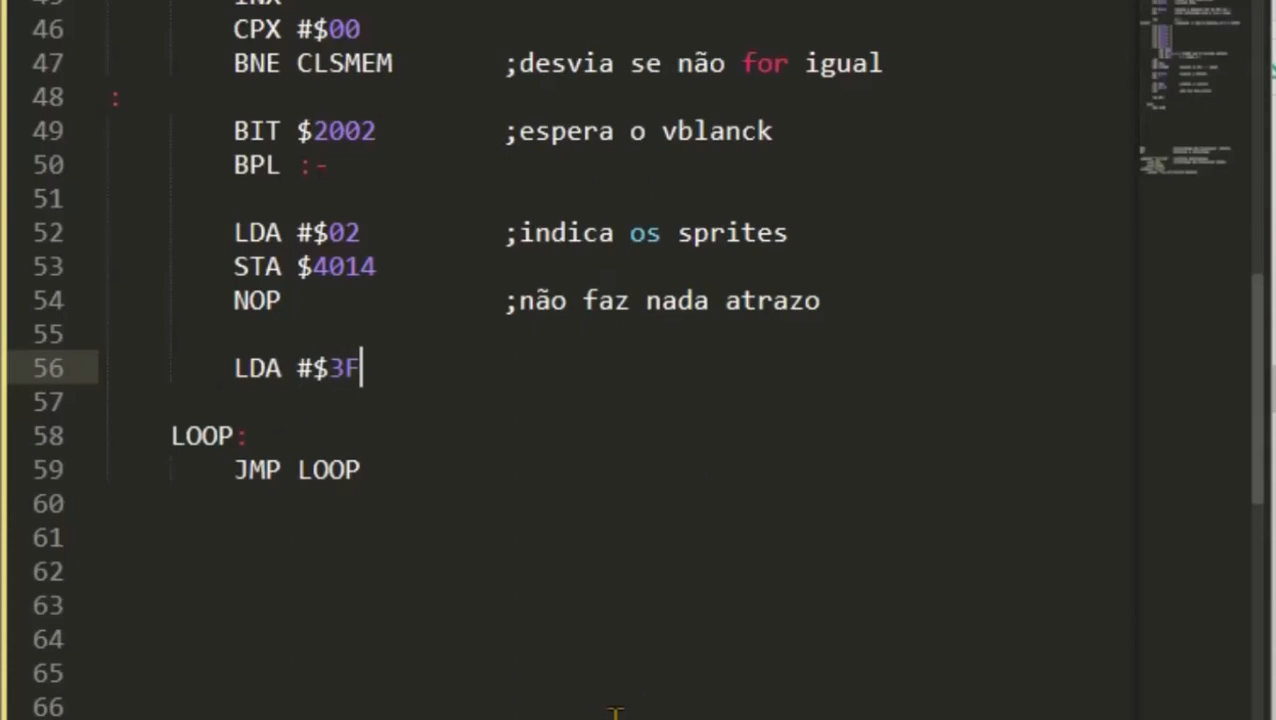 46 CPX #$00
47 BNE CLSMEM ;desvia se não for igual
48 :
49 BIT $2002 ;espera o vblanck
50 BPL :-
51
52 LDA #$02 ;indica os sprites
53 STA $4014
54 NOP ;não faz nada atrazo
55
56 LDA #$3F
57
58 LOOP:
59 JMP LOOP
60
61
62
63
64
65
66